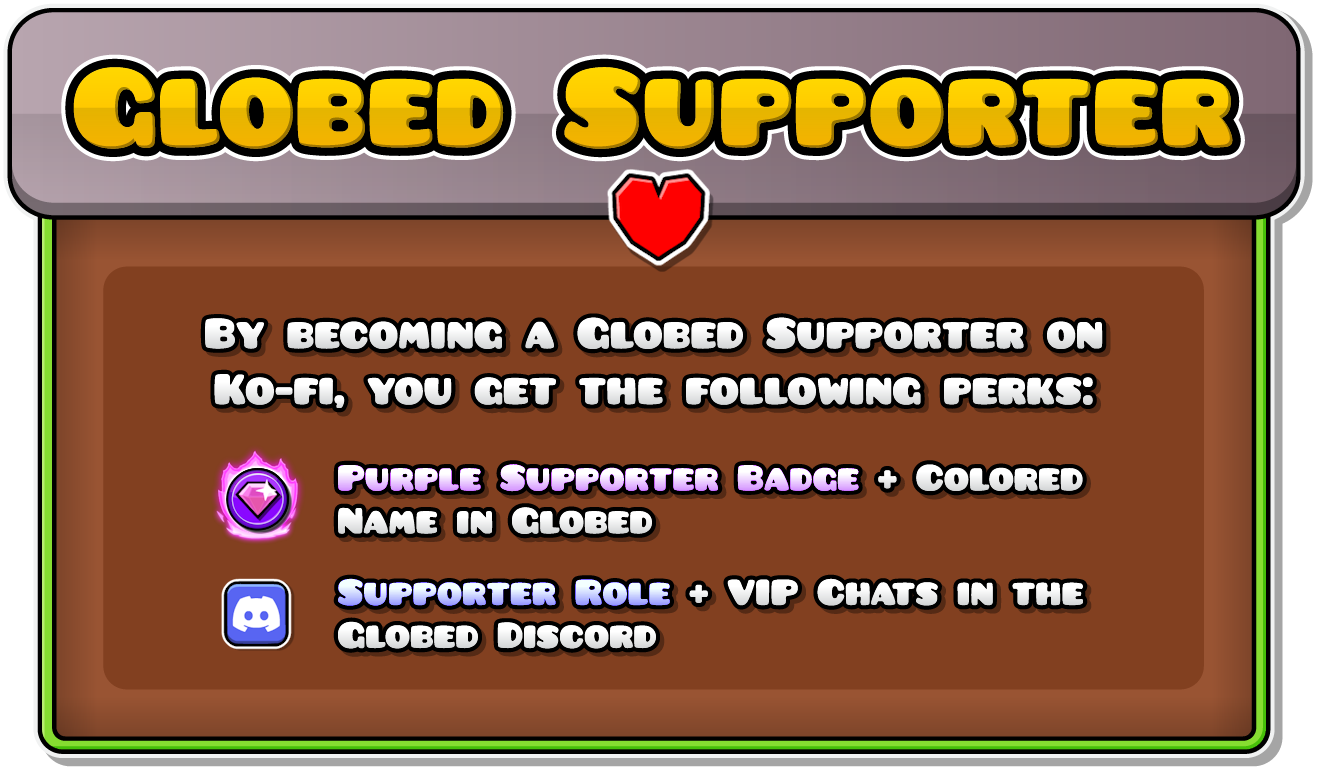 Globed Supporter
By becoming a Globed Supporter on
Ko-fi, you get the following perks:
Purple Supporter Badge + Colored
Name in Globed
Supporter Role + VIP Chats in the
Globed Discord